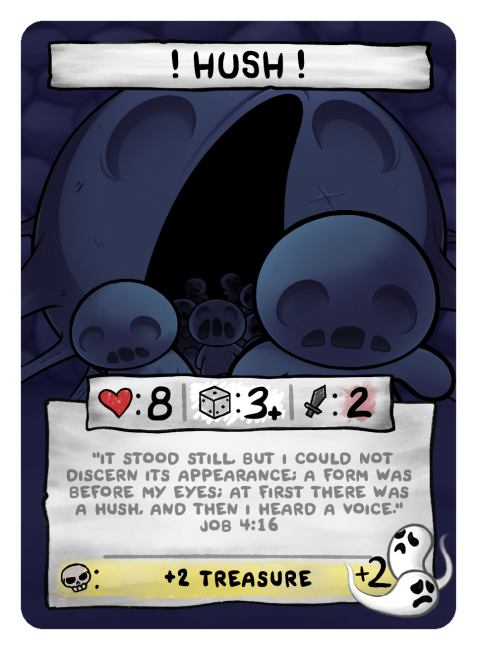 ! HUSH !
:8 :3+ :2
"IT STOOD STILL, BUT I COULD NOT
DISCERN ITS APPEARANCE; A FORM WAS
BEFORE MY EYES; AT FIRST THERE WAS
A HUSH, AND THEN I HEARD A VOICE."
JOB 4:16
: +2 TREASURE +2